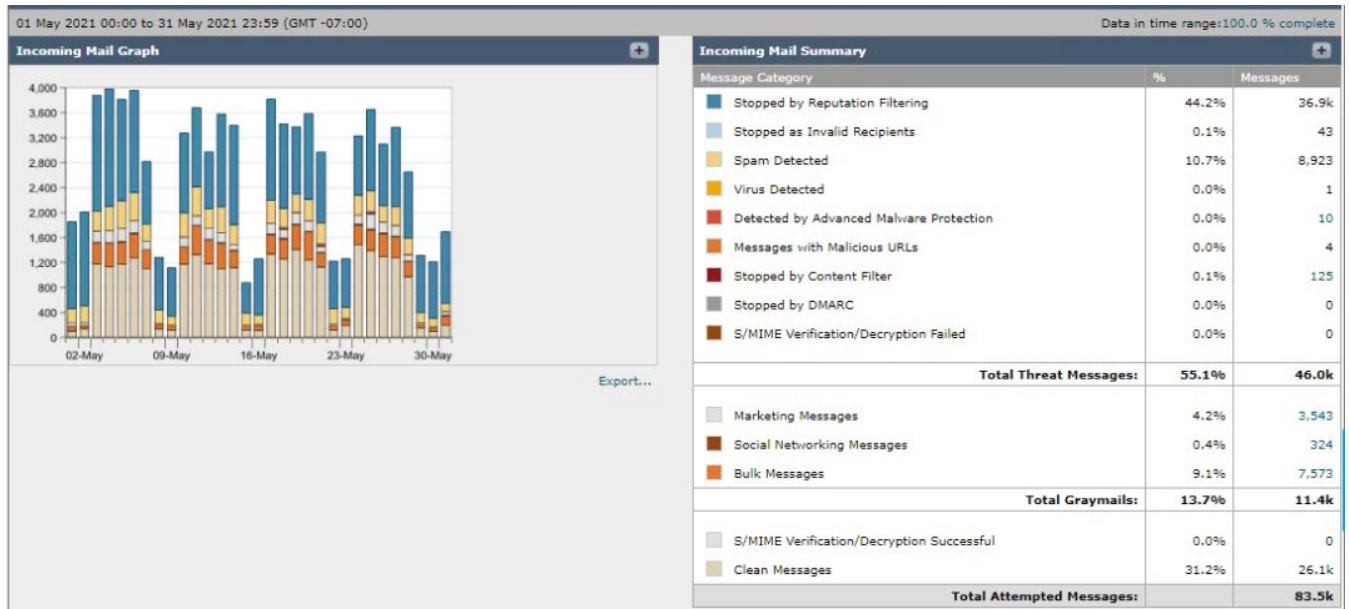 01 May 2021 00:00 to 31 May 2021 23:59 (GMT -07:00) Data in time range:100.0 % complete
Incoming Mail Graph
4,000
3,600
3,200
2,800
2,400
2,000
1,600
1,200
800
400
0
02-May 09-May 16-May 23-May 30-May
Export...
Incoming Mail Summary
Message Category % Messages
Stopped by Reputation Filtering 44.2% 36.9k
Stopped as Invalid Recipients 0.1% 43
Spam Detected 10.7% 8,923
Virus Detected 0.0% 1
Detected by Advanced Malware Protection 0.0% 10
Messages with Malicious URLs 0.0% 4
Stopped by Content Filter 0.1% 125
Stopped by DMARC 0.0% 0
S/MIME Verification/Decryption Failed 0.0% 0
Total Threat Messages: 55.1% 46.0k
Marketing Messages 4.2% 3,543
Social Networking Messages 0.4% 324
Bulk Messages 9.1% 7,573
Total Graymails: 13.7% 11.4k
S/MIME Verification/Decryption Successful 0.0% 0
Clean Messages 31.2% 26.1k
Total Attempted Messages: 83.5k